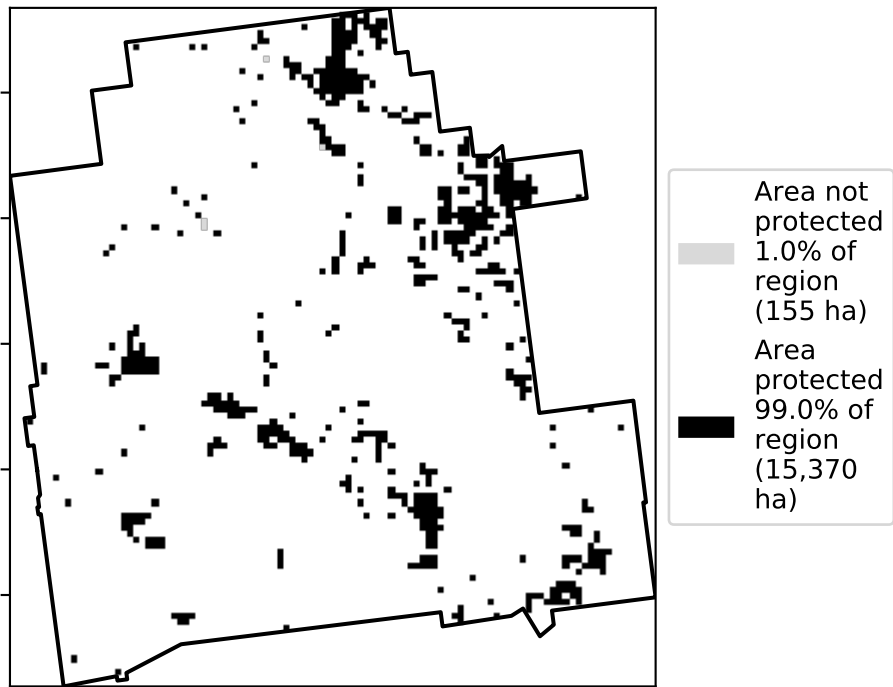 Area not
protected
1.0% of
region
(155 ha)
Area
protected
99.0% of
region
(15,370
ha)